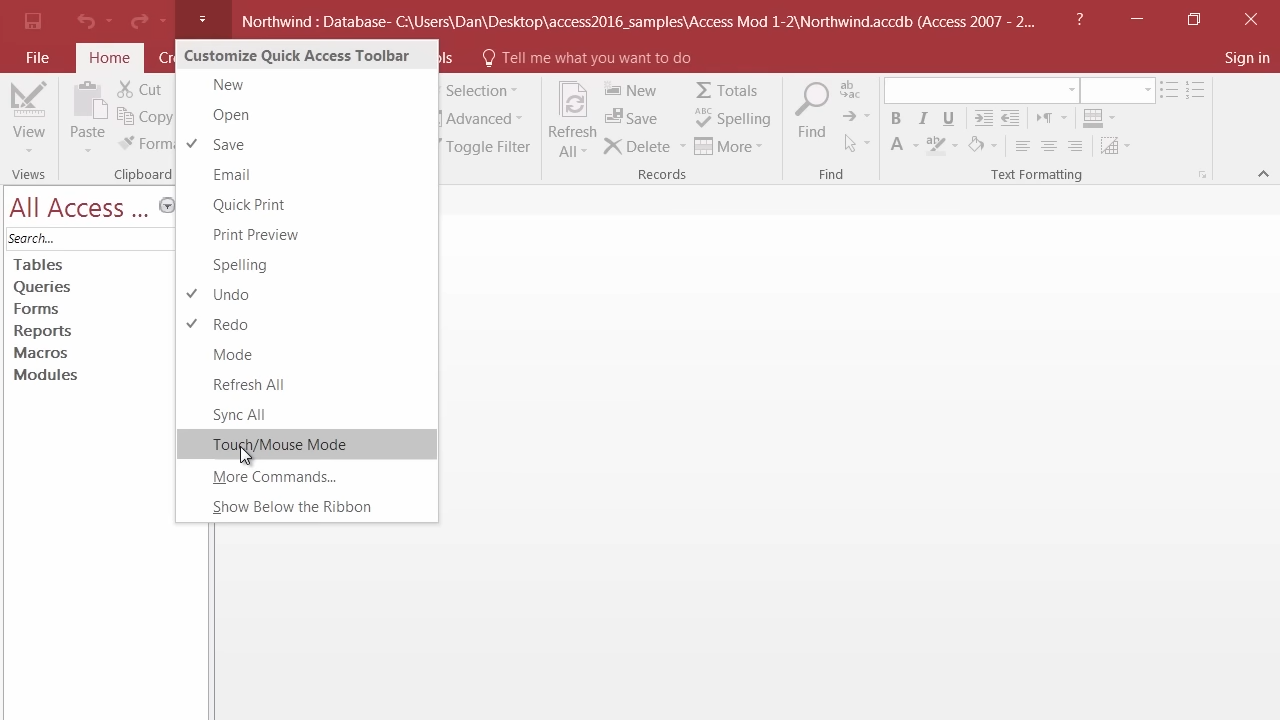 Northwind : Database- C:\Users\Dan\Desktop\access2016_samples\Access Mod 1-2\Northwind.accdb (Access 2007 - 2...
?
File
Home
Cr
ols
Tell me what you want to do
Sign in
Customize Quick Access Toolbar
New
Open
Save
Email
Quick Print
Print Preview
Spelling
Undo
Redo
Mode
Refresh All
Sync All
Touch/Mouse Mode
More Commands...
Show Below the Ribbon
View
Views
Paste
Cut
Copy
Forma
Clipboard
Selection
Advanced
Toggle Filter
Refresh
All
New
Save
Delete
Totals
Spelling
More
Records
Find
Find
B I U
A
Text Formatting
All Access ...
Search...
Tables
Queries
Forms
Reports
Macros
Modules